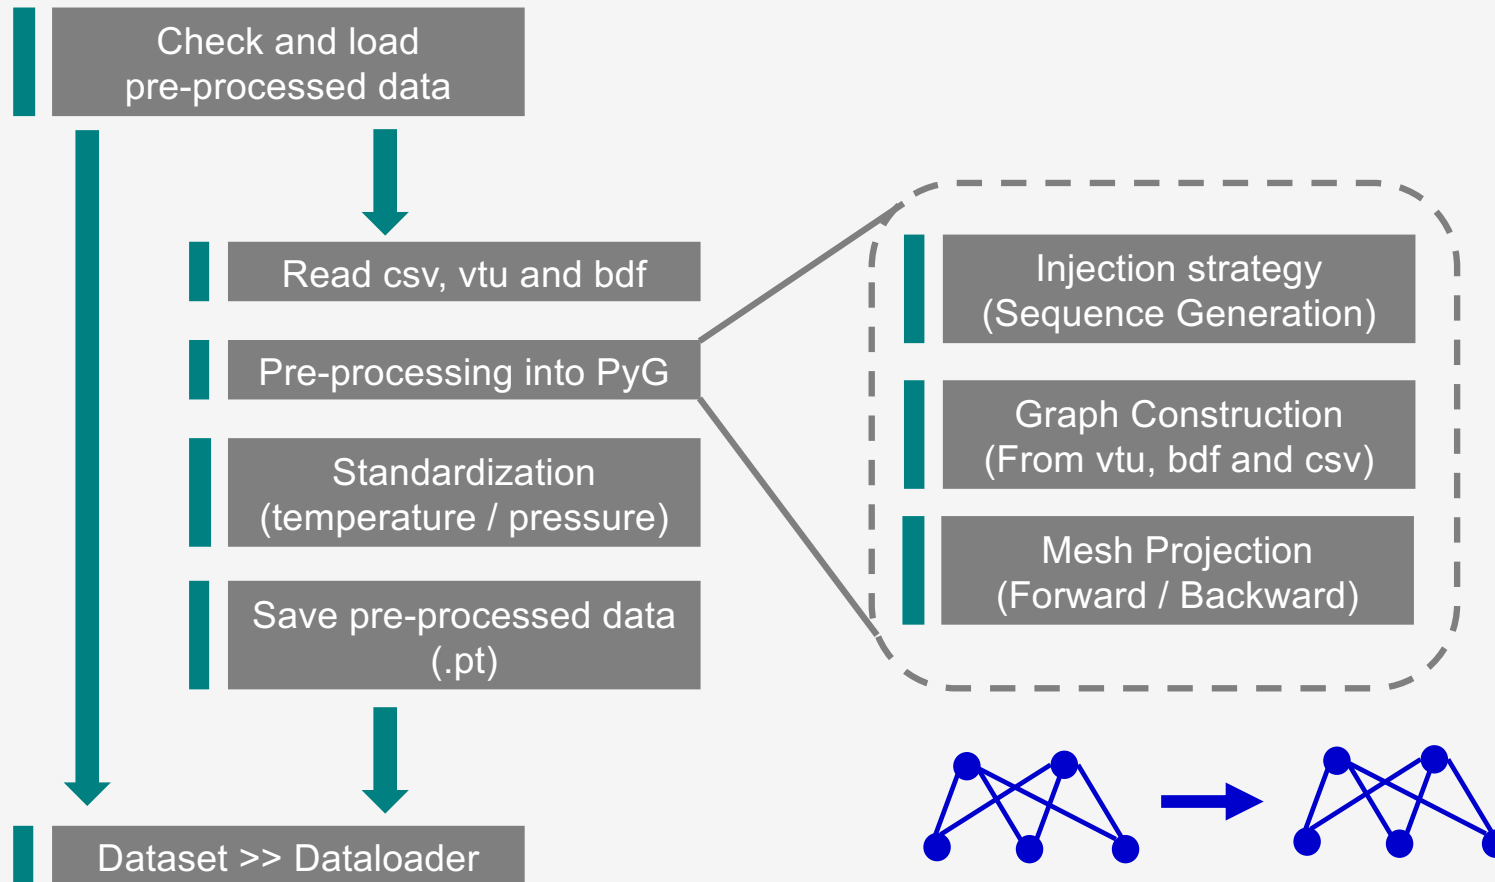 Check and load
pre-processed data
Read csv, vtu and bdf
Pre-processing into PyG
Standardization
(temperature / pressure)
Save pre-processed data
(.pt)
Dataset >> Dataloader
Injection strategy
(Sequence Generation)
Graph Construction
(From vtu, bdf and csv)
Mesh Projection
(Forward / Backward)